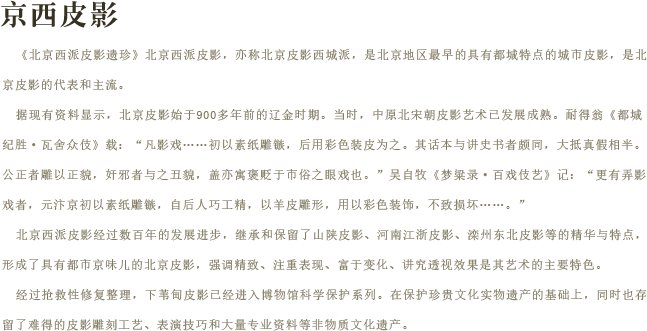 京西皮影
《北京西派皮影遗珍》北京西派皮影，亦称北京皮影西城派，是北京地区最早的具有都城特点的城市皮影，是北
京皮影的代表和主流。
据现有资料显示，北京皮影始于900多年前的辽金时期。当时，中原北宋朝皮影艺术已发展成熟。耐得翁《都城
纪胜·瓦舍众伎》载：“凡影戏……初以素纸雕镞，后用彩色装皮为之。其话本与讲史书者颇同，大抵真假相半。
公正者雕以正貌，奸邪者与之丑貌，盖亦寓褒贬于市俗之眼戏也。”吴自牧《梦粱录·百戏伎艺》记：“更有弄影
戏者，元汴京初以素纸雕镞，自后人巧工精，以羊皮雕形，用以彩色装饰，不致损坏……。”
北京西派皮影经过数百年的发展进步，继承和保留了山陕皮影、河南江浙皮影、滦州东北皮影等的精华与特点，
形成了具有都市京味儿的北京皮影，强调精致、注重表现、富于变化、讲究透视效果是其艺术的主要特色。
经过抢救性修复整理，下苇甸皮影已经进入博物馆科学保护系列。在保护珍贵文化实物遗产的基础上，同时也存
留了难得的皮影雕刻工艺、表演技巧和大量专业资料等非物质文化遗产。